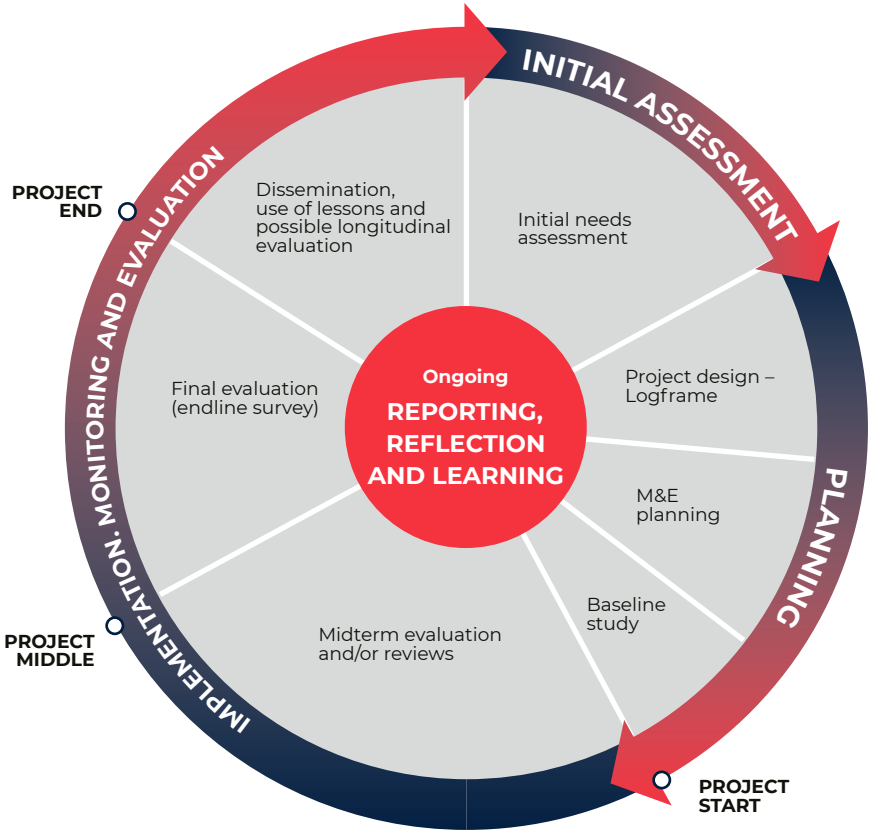 INITIAL ASSESSMENT
PROJECT
END
Dissemination,
use of lessons and
possible longitudinal
evaluation
Initial needs
assessment
Final evaluation
(endline survey)
Ongoing
REPORTING,
REFLECTION
AND LEARNING
Project design –
Logframe
M&E
planning
PLANNING
Baseline
study
Midterm evaluation
and/or reviews
PROJECT
MIDDLE
IMPLEMENTATION. MONITORING AND EVALUATION
PROJECT
START